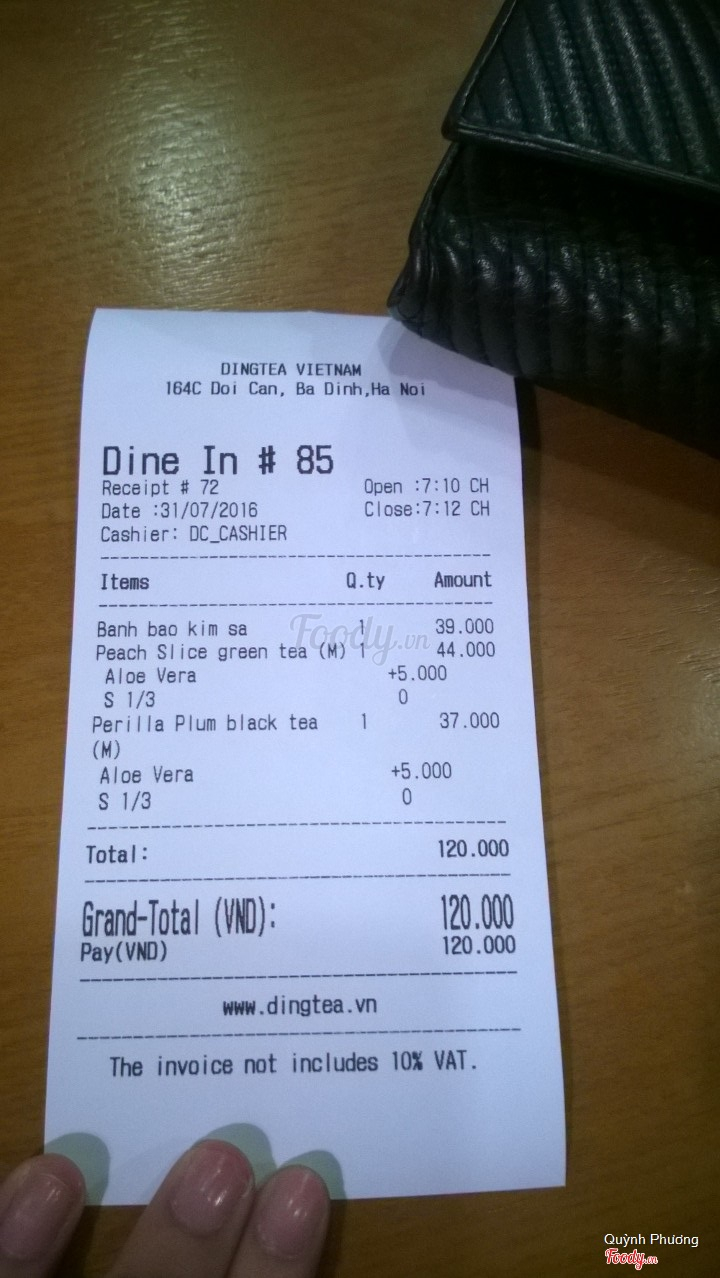 DINGTEA VIETNAM
164C Doi Can, Ba Dinh,Ha Noi
Dine In # 85
Receipt # 72 Open :7:10 CH
Date :31/07/2016 Close:7:12 CH
Cashier: DC_CASHIER
Items Q.ty Amount
Banh bao kim sa 1 39.000
Peach Slice green tea (M) 1 44.000
Aloe Vera +5.000
S 1/3 0
Perilla Plum black tea 1 37.000
(M)
Aloe Vera +5.000
S 1/3 0
Total: 120.000
Grand-Total (VND): 120.000
Pay(VND) 120.000
www.dingtea.vn
The invoice not includes 10% VAT.
Foody.vn
Quỳnh Phương
Foody.vn